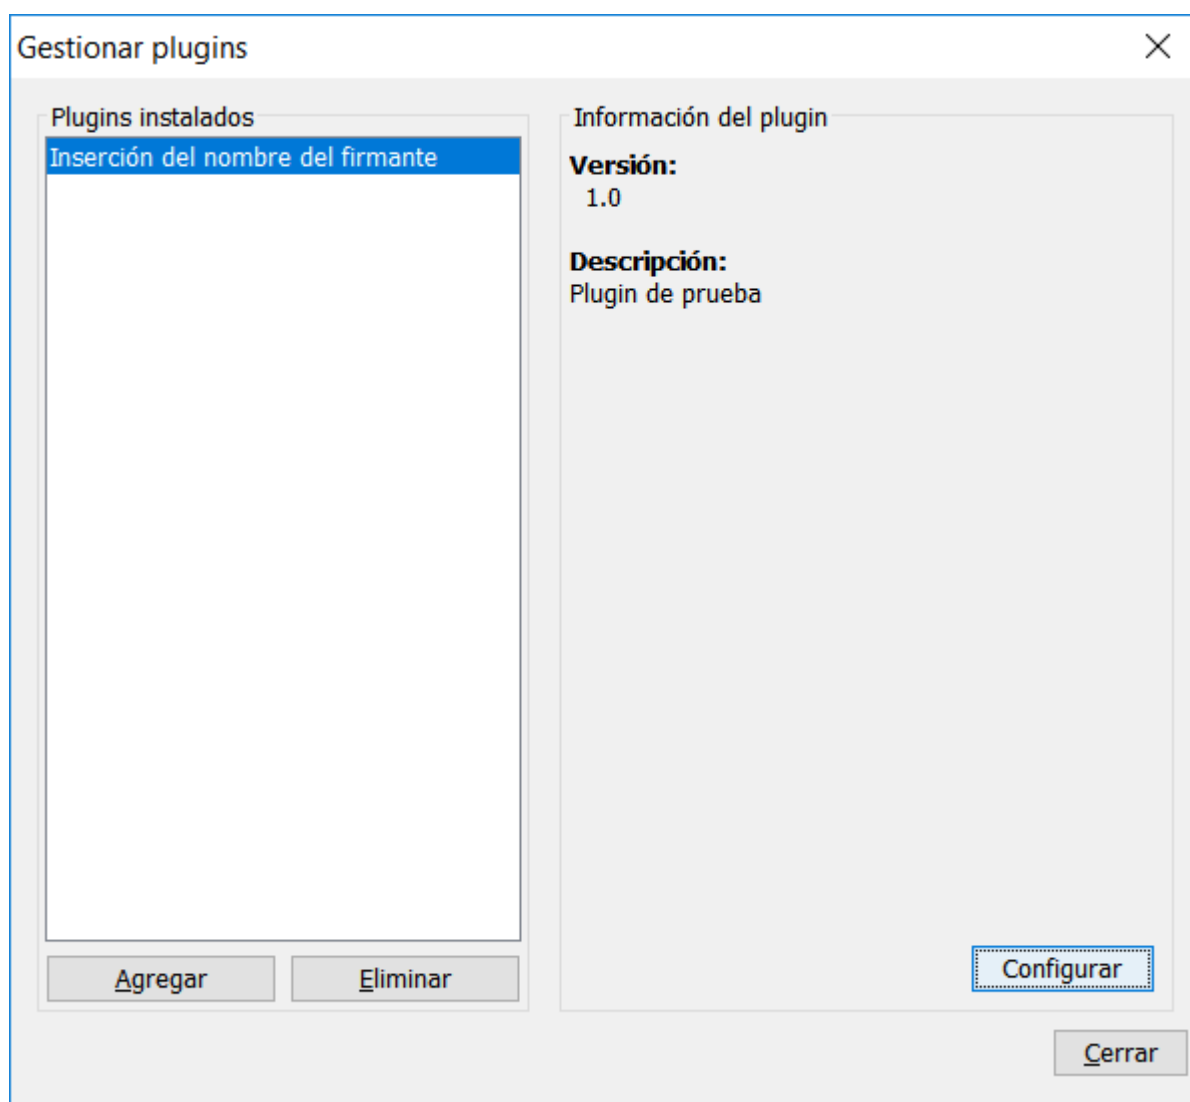 Gestionar plugins
Plugins instalados
Inserción del nombre del firmante
Agregar
Eliminar
Información del plugin
Versión:
1.0
Descripción:
Plugin de prueba
Configurar
Cerrar